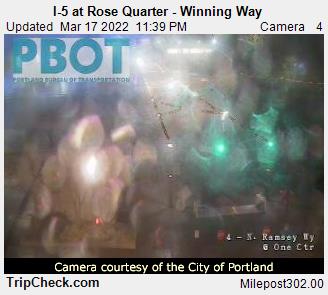 I-5 at Rose Quarter - Winning Way
Updated Mar 17 2022 11:39 PM Camera 4
PBOT
PORTLAND BUREAU OF TRANSPORTATION
4 - N. Ramsey Wy
@ One Ctr
Camera courtesy of the City of Portland
TripCheck.com Milepost302.00